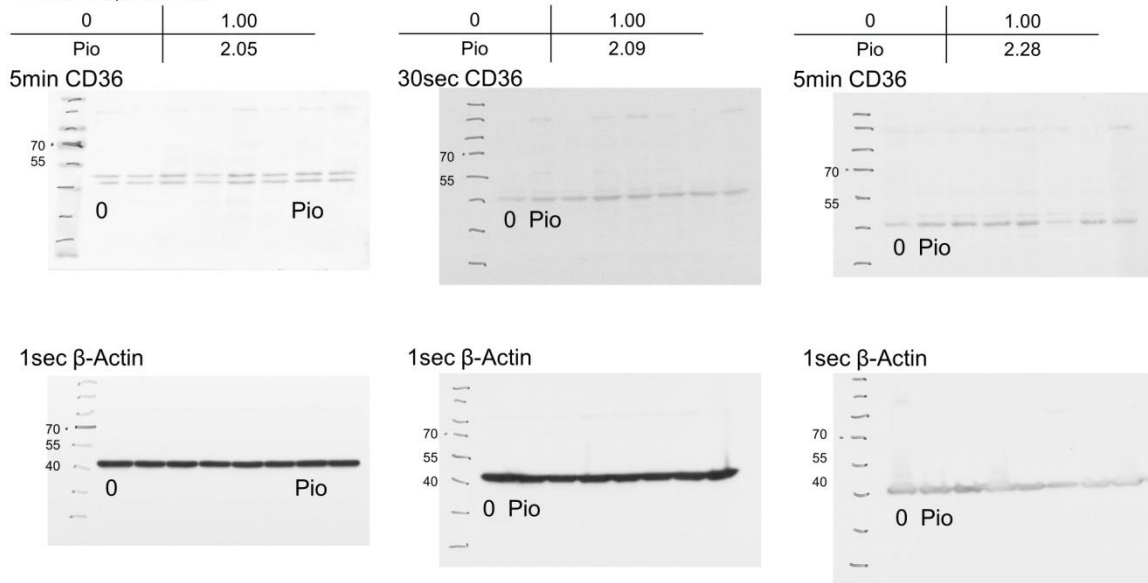 0 1.00
Pio 2.05
5min CD36
70
55
0 Pio
0 1.00
Pio 2.09
30sec CD36
70
55
0 Pio
0 1.00
Pio 2.28
5min CD36
70
55
0 Pio
1sec β-Actin
70
55
40
0 Pio
1sec β-Actin
70
55
40
0 Pio
1sec β-Actin
70
55
40
0 Pio